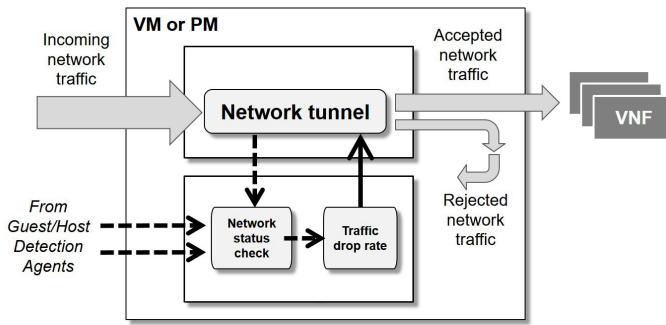 VM or PM
Incoming
network
traffic
Network tunnel
Accepted
network
traffic
VNF
Rejected
network
traffic
From
Guest/Host
Detection
Agents
Network
status
check
Traffic
drop rate